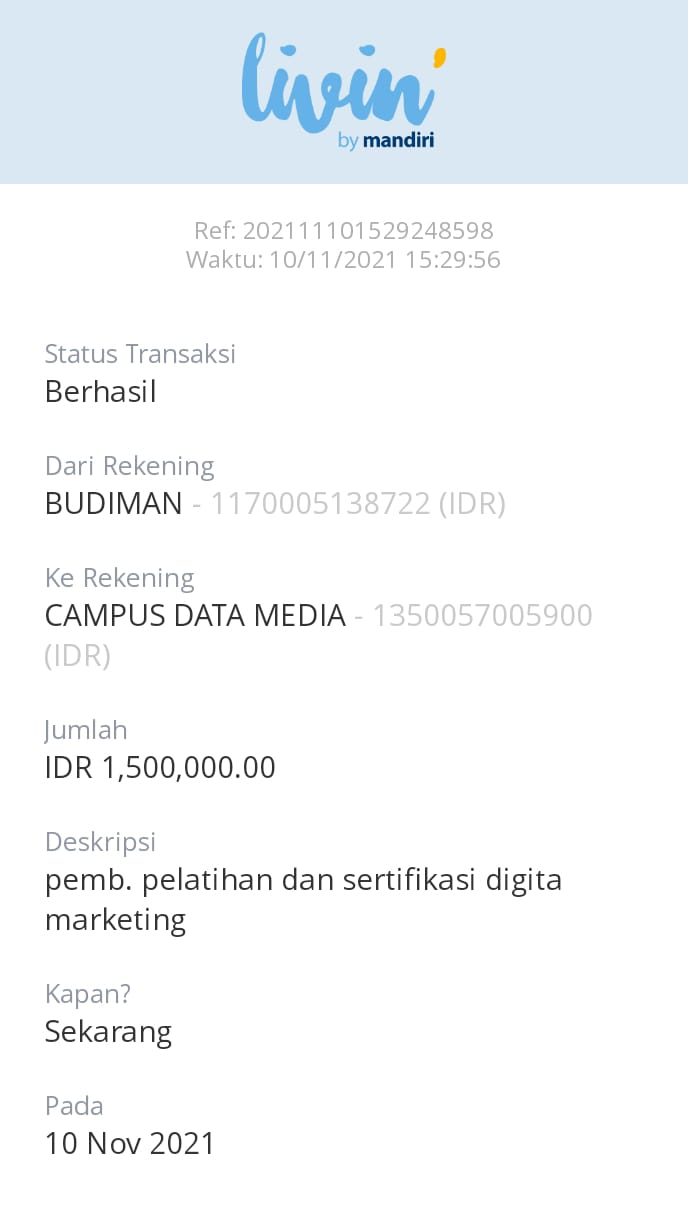 livin'
by mandiri
Ref: 202111101529248598
Waktu: 10/11/2021 15:29:56
Status Transaksi
Berhasil
Dari Rekening
BUDIMAN - 1170005138722 (IDR)
Ke Rekening
CAMPUS DATA MEDIA - 1350057005900
(IDR)
Jumlah
IDR 1,500,000.00
Deskripsi
pemb. pelatihan dan sertifikasi digita
marketing
Kapan?
Sekarang
Pada
10 Nov 2021